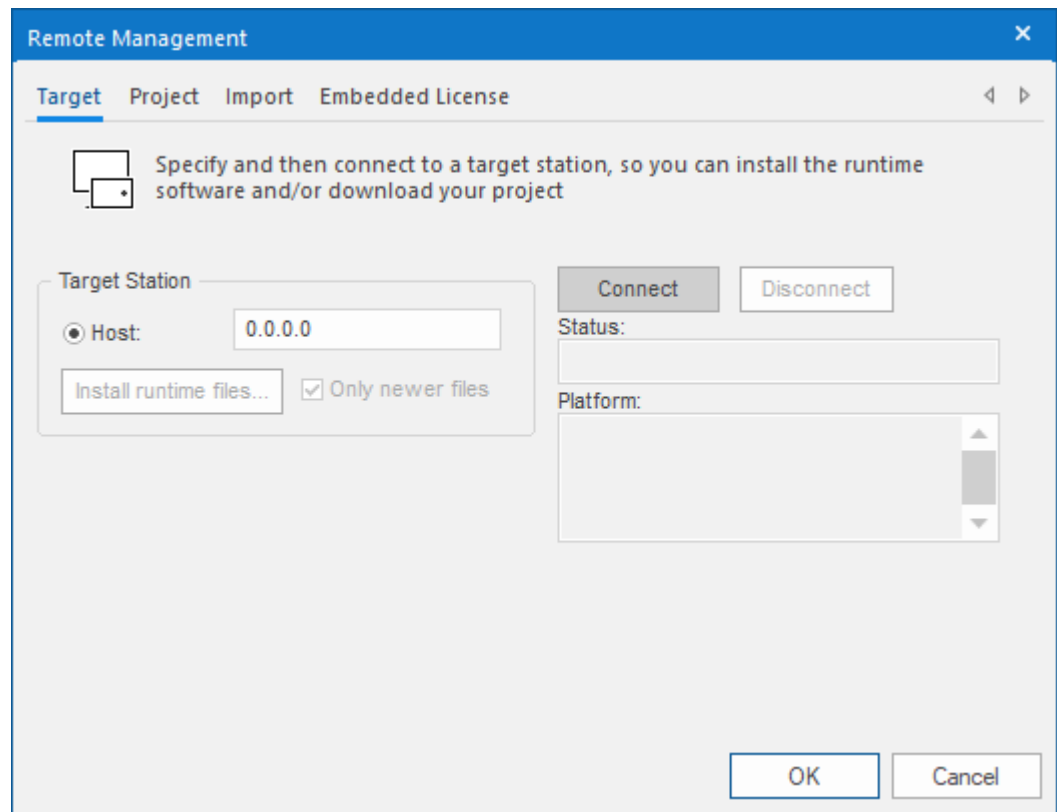 Remote Management
Target Project Import Embedded License
Specify and then connect to a target station, so you can install the runtime
software and/or download your project
Target Station
Host: 0.0.0.0
Install runtime files... Only newer files
Connect Disconnect
Status:
Platform:
OK Cancel